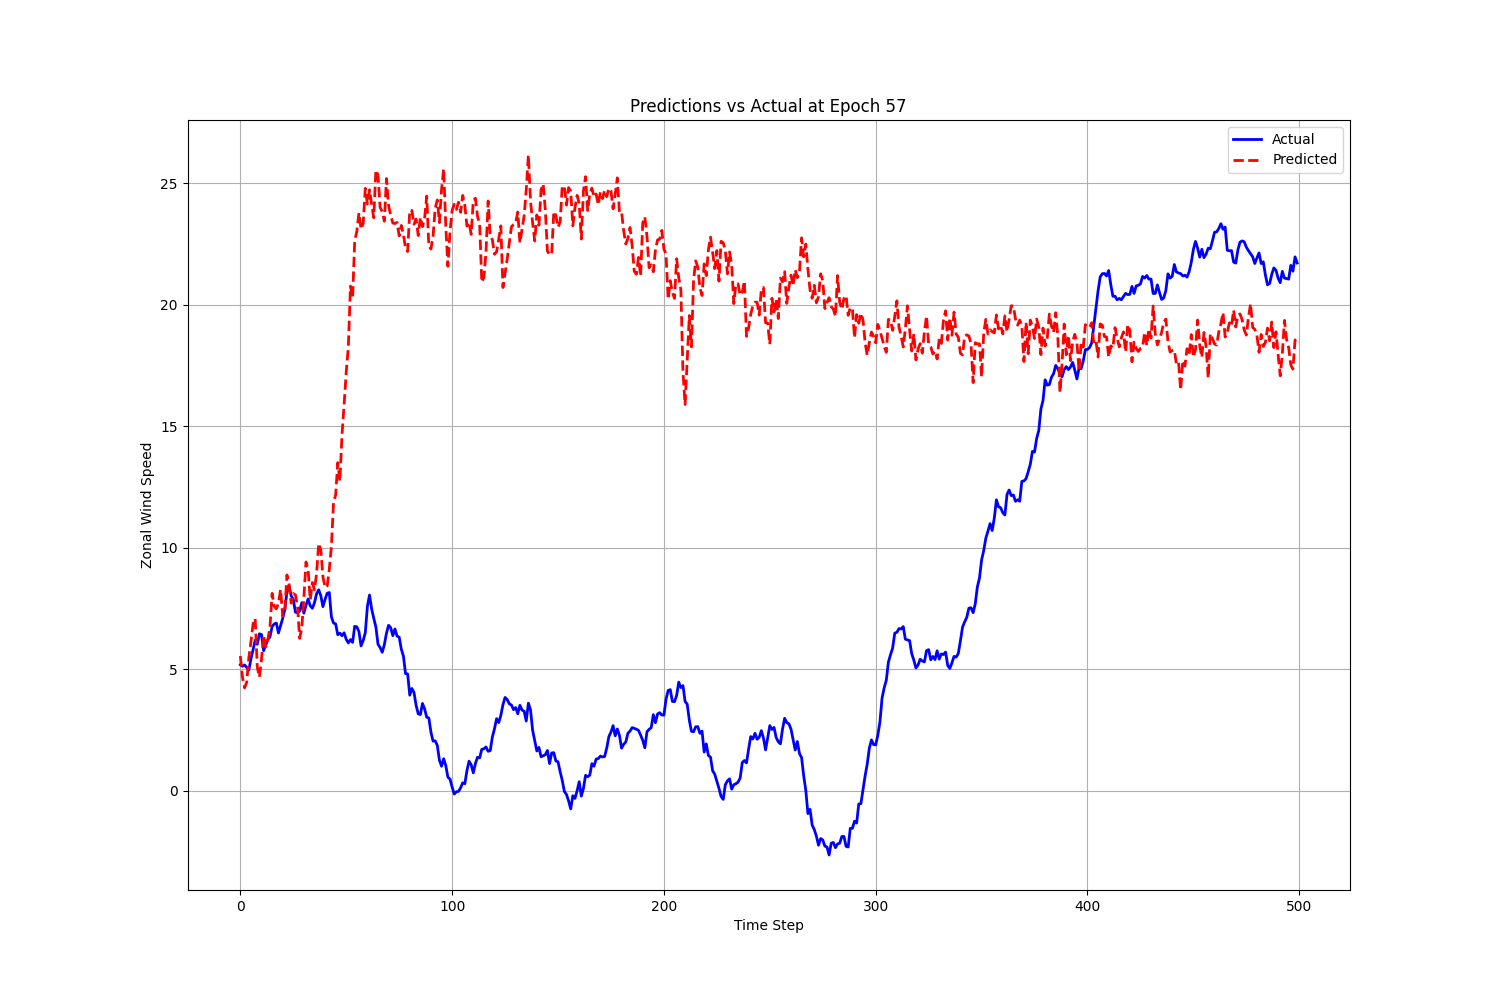 Predictions vs Actual at Epoch 57
Actual
Predicted
Zonal Wind Speed
25
20
15
10
5
0
0 100 200 300 400 500
Time Step